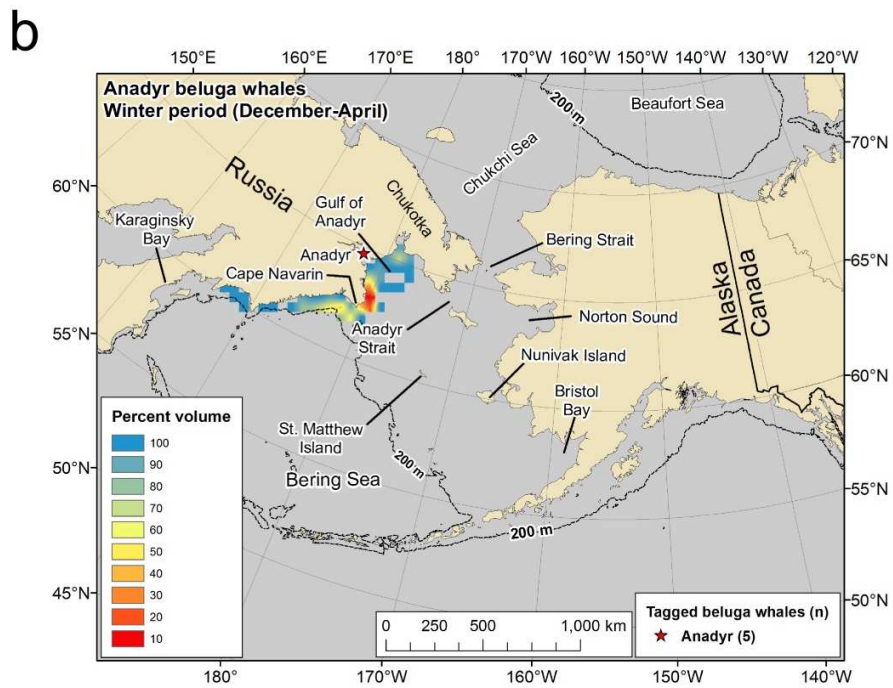 b
150°E 160°E 170°E 180° 170°W 160°W 150°W 140°W 130°W 120°W
Anadyr beluga whales
Winter period (December-April)
200 m
Beaufort Sea
70°N
Chukchi Sea
Russia
60°N
Gulf of
Anadyr
Chukotka
Karaginsky
Bay
Anadyr
Bering Strait
65°N
Cape Navarin
Alaska
Canada
55°N
Anadyr
Strait
Norton Sound
Nunivak Island
60°N
Bristol
Bay
St. Matthew
Island
200 m
50°N
Bering Sea
55°N
200 m
Percent volume
100
90
80
70
60
50
40
30
20
10
45°N
50°N
0 250 500 1,000 km
Tagged beluga whales (n)
Anadyr (5)
180° 170°W 160°W 150°W 140°W